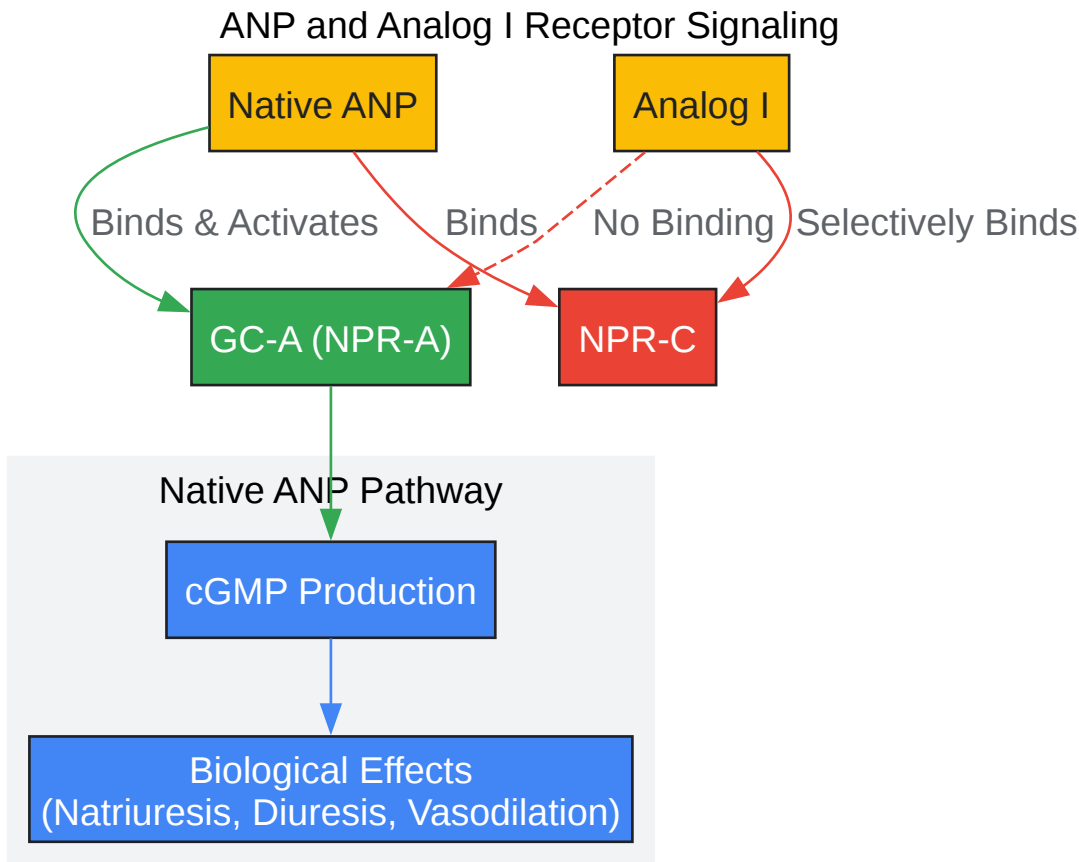 ANP and Analog I Receptor Signaling
Native ANP
Analog I
Binds & Activates
Binds
No Binding
Selectively Binds
GC-A (NPR-A)
NPR-C
Native ANP Pathway
cGMP Production
Biological Effects
(Natriuresis, Diuresis, Vasodilation)